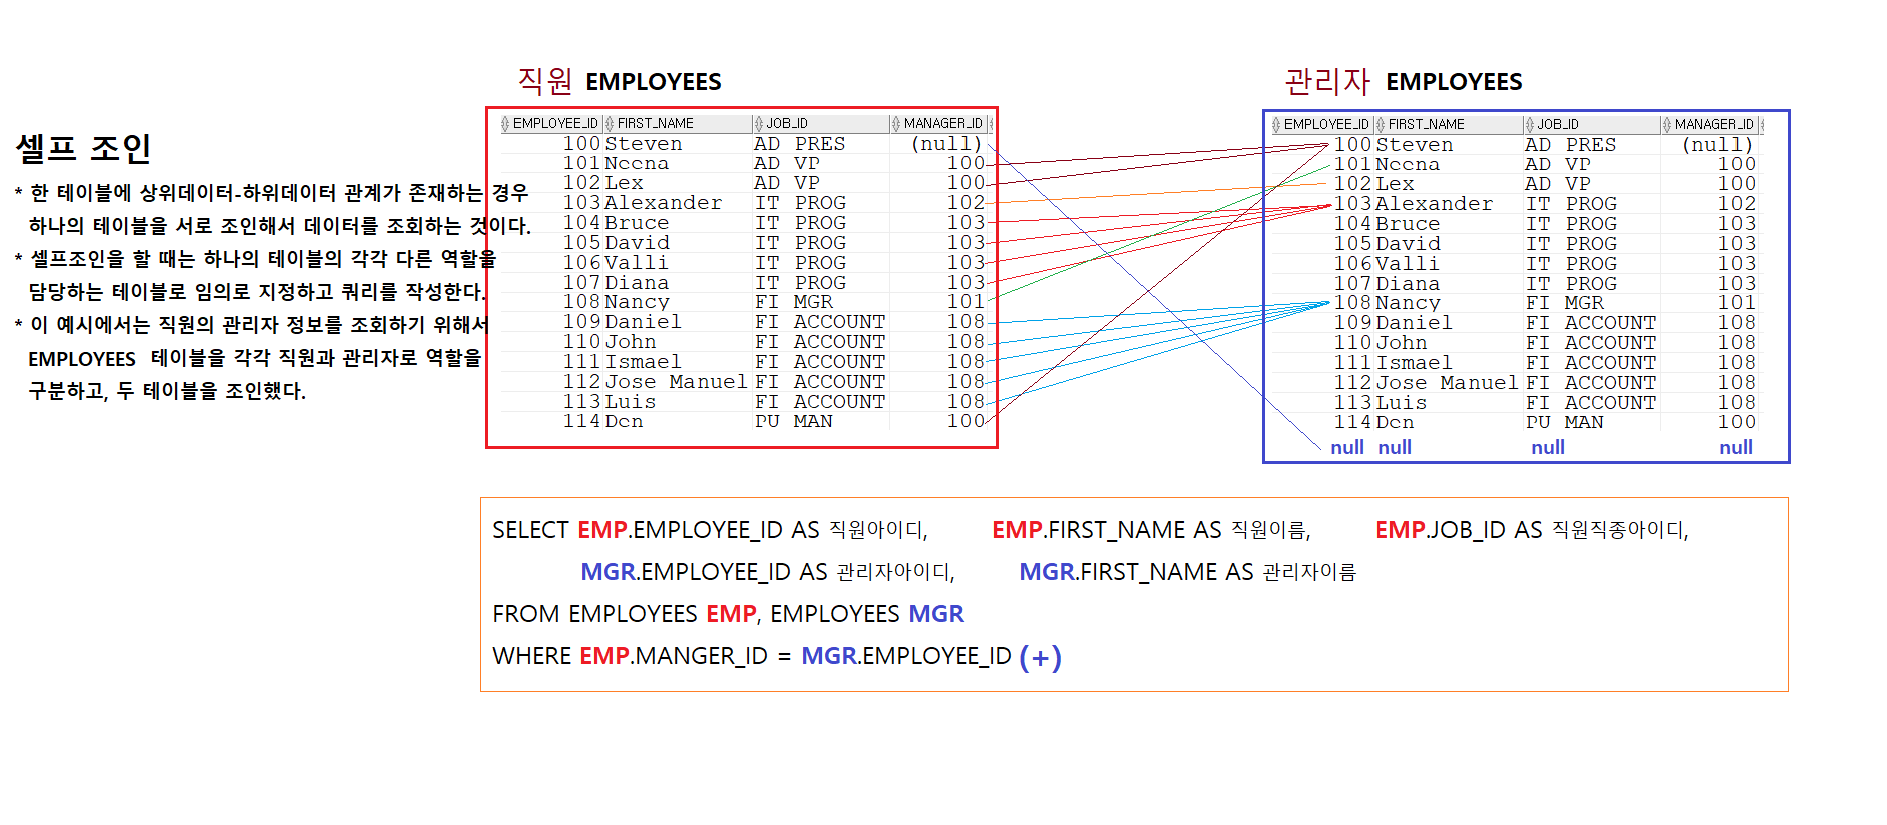 직원 EMPLOYEES
관리자 EMPLOYEES
셀프 조인
* 한 테이블에 상위데이터-하위데이터 관계가 존재하는 경우
하나의 테이블을 서로 조인해서 데이터를 조회하는 것이다.
* 셀프조인을 할 때는 하나의 테이블의 각각 다른 역할을
담당하는 테이블로 임의로 지정하고 쿼리를 작성한다.
* 이 예시에서는 직원의 관리자 정보를 조회하기 위해서
EMPLOYEES 테이블을 각각 직원과 관리자로 역할을
구분하고, 두 테이블을 조인했다.
EMPLOYEE_ID FIRST_NAME JOB_ID MANAGER_ID
100 Steven AD PRES (null)
101 Neena AD VP 100
102 Lex AD VP 100
103 Alexander IT PROG 102
104 Bruce IT PROG 103
105 David IT PROG 103
106 Valli IT PROG 103
107 Diana IT PROG 103
108 Nancy FI MGR 101
109 Daniel FI ACCOUNT 108
110 John FI ACCOUNT 108
111 Ismael FI ACCOUNT 108
112 Jose Manuel FI ACCOUNT 108
113 Luis FI ACCOUNT 108
114 Den PU MAN 100
EMPLOYEE_ID FIRST_NAME JOB_ID MANAGER_ID
100 Steven AD PRES (null)
101 Neena AD VP 100
102 Lex AD VP 100
103 Alexander IT PROG 102
104 Bruce IT PROG 103
105 David IT PROG 103
106 Valli IT PROG 103
107 Diana IT PROG 103
108 Nancy FI MGR 101
109 Daniel FI ACCOUNT 108
110 John FI ACCOUNT 108
111 Ismael FI ACCOUNT 108
112 Jose Manuel FI ACCOUNT 108
113 Luis FI ACCOUNT 108
114 Den PU MAN 100
null null null null
SELECT EMP.EMPLOYEE_ID AS 직원아이디, EMP.FIRST_NAME AS 직원이름, EMP.JOB_ID AS 직원직종아이디,
MGR.EMPLOYEE_ID AS 관리자아이디, MGR.FIRST_NAME AS 관리자이름
FROM EMPLOYEES EMP, EMPLOYEES MGR
WHERE EMP.MANGER_ID = MGR.EMPLOYEE_ID (+)